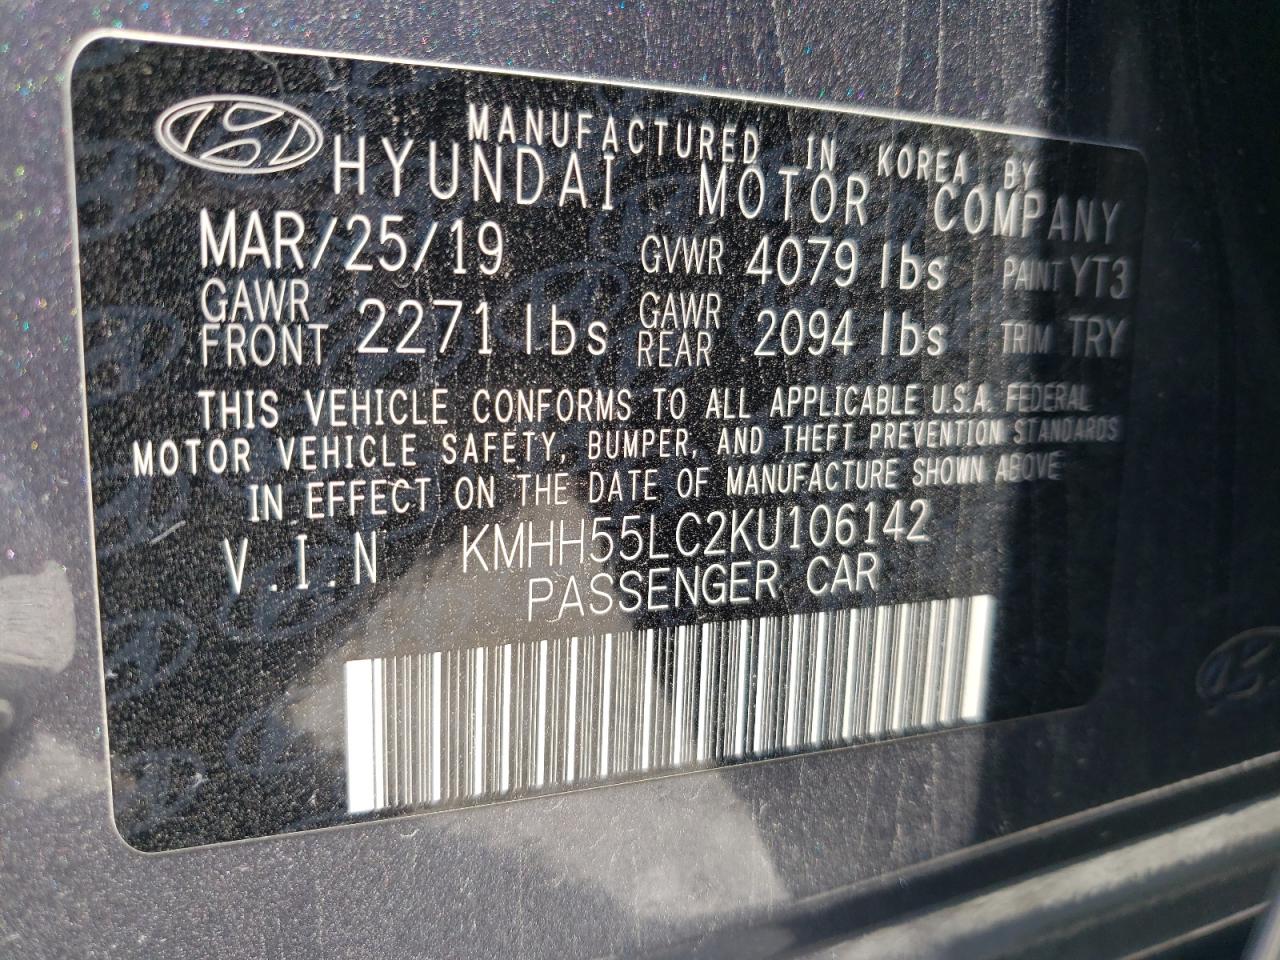 MANUFACTURED IN KOREA BY
HYUNDAI MOTOR COMPANY
MAR/25/19 GVWR 4079 lbs PAINT YT3
GAWR FRONT 2271 lbs GAWR REAR 2094 lbs TRIM TRY
THIS VEHICLE CONFORMS TO ALL APPLICABLE U.S.A. FEDERAL
MOTOR VEHICLE SAFETY, BUMPER, AND THEFT PREVENTION STANDARDS
IN EFFECT ON THE DATE OF MANUFACTURE SHOWN ABOVE
V.I.N KMHH55LC2KU106142
PASSENGER CAR